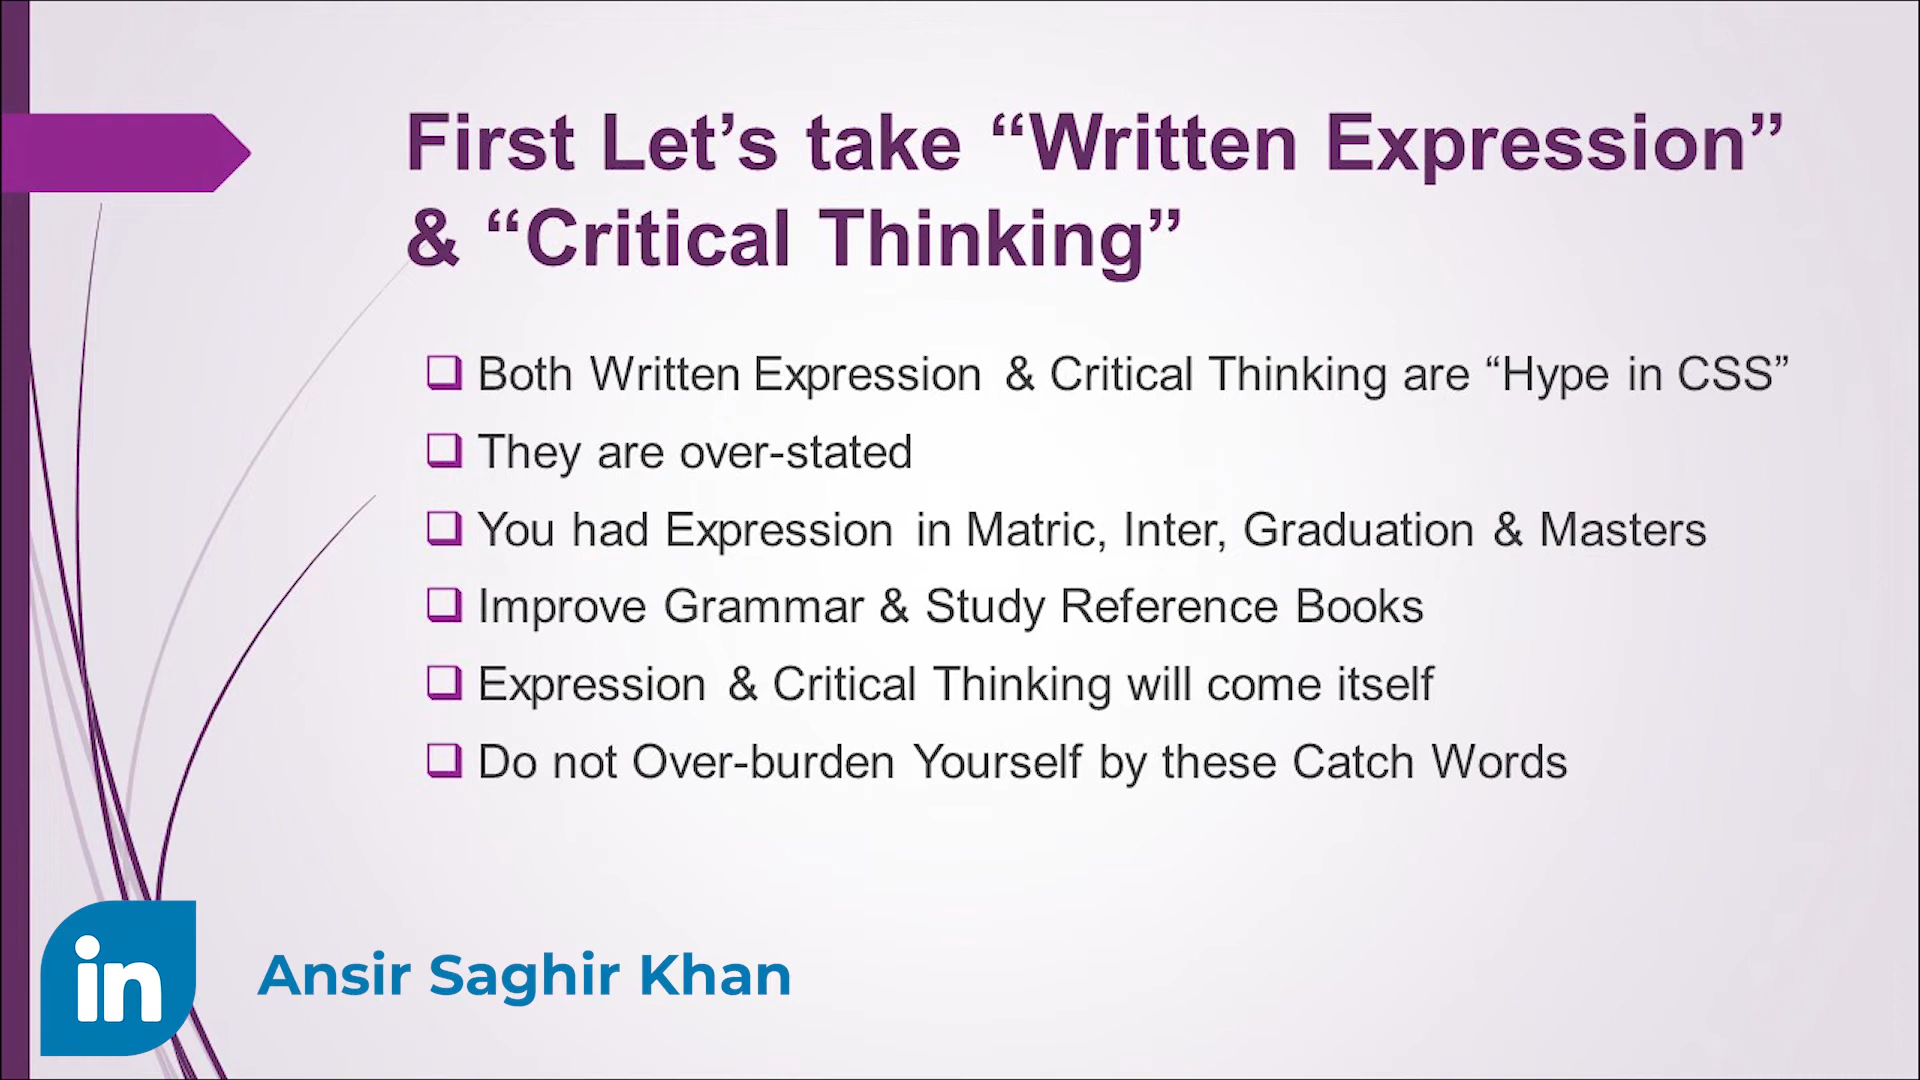 First Let’s take “Written Expression”
& “Critical Thinking”
Both Written Expression & Critical Thinking are “Hype in CSS”
They are over-stated
You had Expression in Matric, Inter, Graduation & Masters
Improve Grammar & Study Reference Books
Expression & Critical Thinking will come itself
Do not Over-burden Yourself by these Catch Words
in
Ansir Saghir Khan